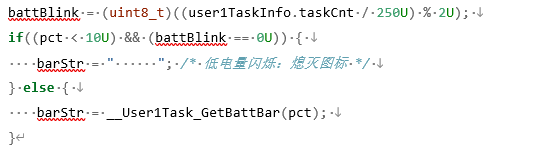 battBlink = (uint8_t)((user1TaskInfo.taskCnt / 250U) % 2U);
if((pct < 10U) && (battBlink == 0U)) {
    barStr = "      "; /* 低电量闪烁：熄灭图标 */
} else {
    barStr = __User1Task_GetBattBar(pct);
}